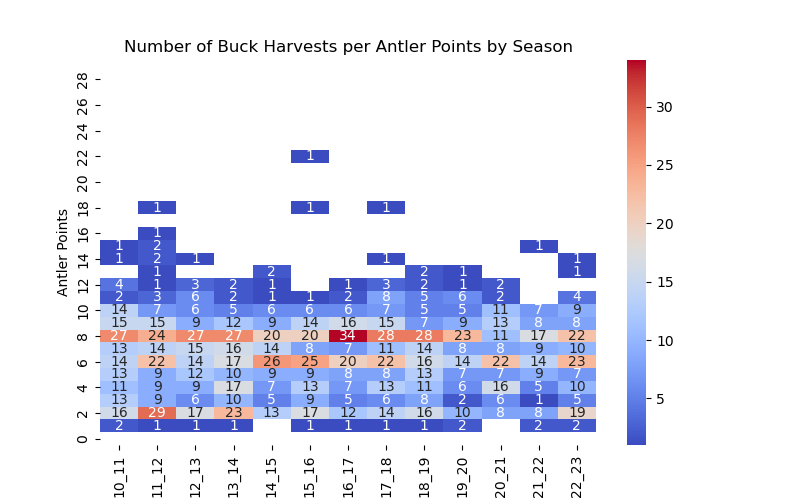 Number of Buck Harvests per Antler Points by Season
Antler Points
28
26
24
22 1
20
18 1 1 1
16 1
1 2 1
14 1 2 1 1 1
1 2 2 1 1
12 4 1 3 2 1 1 3 2 1 2
2 3 6 2 1 1 2 8 5 6 2 4
10 14 7 6 5 6 6 6 7 5 5 11 7 9
15 15 9 12 9 14 16 15 7 9 13 8 8
8 27 24 27 27 20 20 34 28 28 23 11 17 22
13 14 15 16 14 8 7 11 14 8 8 9 10
6 14 22 14 17 26 25 20 22 16 14 22 14 23
13 9 12 10 9 9 8 8 13 7 7 9 7
4 11 9 9 17 7 13 7 13 11 6 16 5 10
13 9 6 10 5 9 5 6 8 2 6 1 5
2 16 29 17 23 13 17 12 14 16 10 8 8 19
2 1 1 1 1 1 1 1 2 2 2
0
10_11 11_12 12_13 13_14 14_15 15_16 16_17 17_18 18_19 19_20 20_21 21_22 22_23
30
25
20
15
10
5